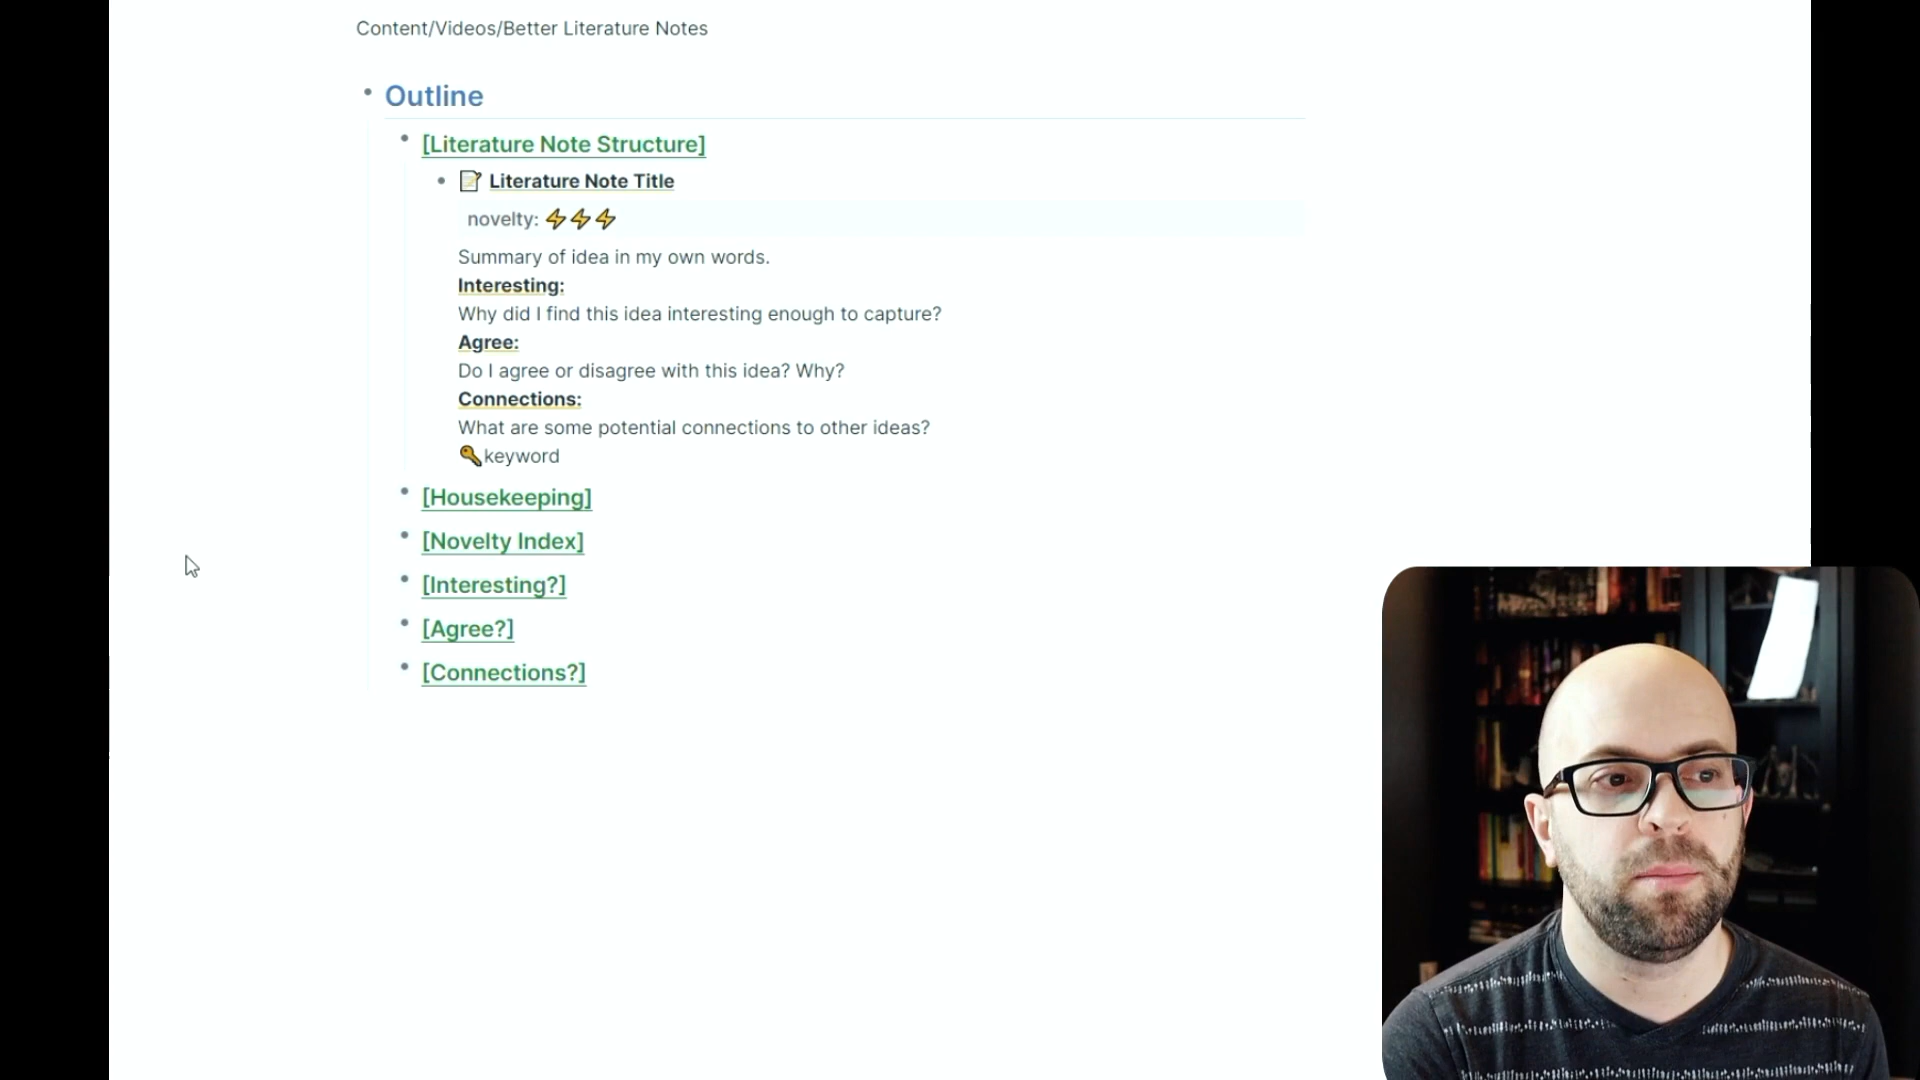 Content/Videos/Better Literature Notes
Outline
[Literature Note Structure]
📝 Literature Note Title
novelty: ⚡⚡⚡
Summary of idea in my own words.
Interesting:
Why did I find this idea interesting enough to capture?
Agree:
Do I agree or disagree with this idea? Why?
Connections:
What are some potential connections to other ideas?
🔑keyword
[Housekeeping]
[Novelty Index]
[Interesting?]
[Agree?]
[Connections?]